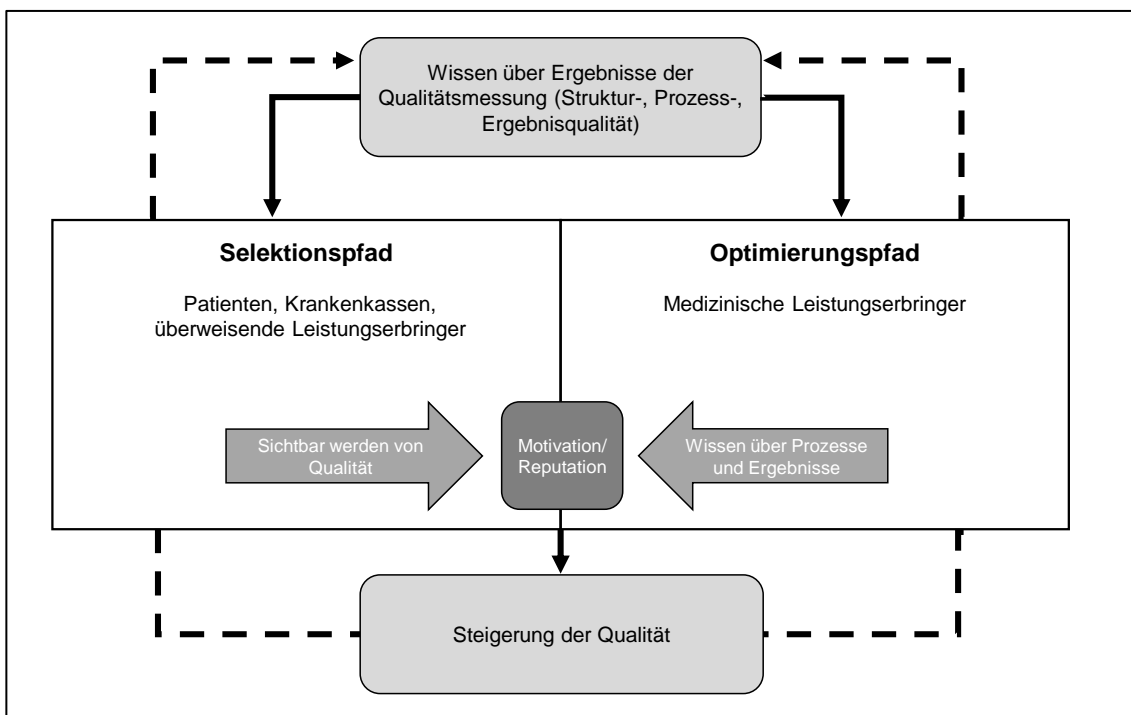 Wissen über Ergebnisse der
Qualitätsmessung (Struktur-, Prozess-,
Ergebnisqualität)
Selektionspfad
Patienten, Krankenkassen,
überweisende Leistungserbringer
Optimierungspfad
Medizinische Leistungserbringer
Sichtbar werden von
Qualität
Motivation/
Reputation
Wissen über Prozesse
und Ergebnisse
Steigerung der Qualität